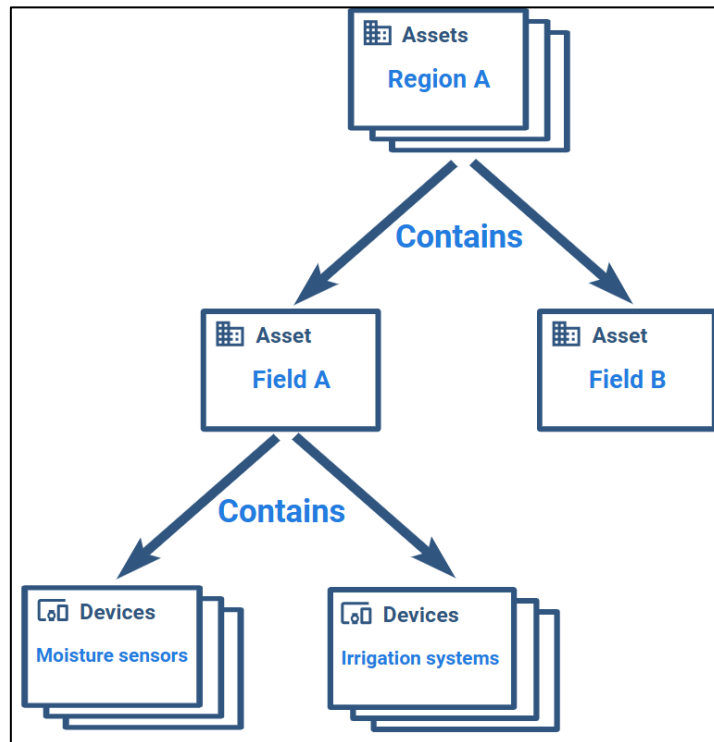 Assets
Region A
Contains
Asset
Field A
Asset
Field B
Contains
Devices
Moisture sensors
Devices
Irrigation systems